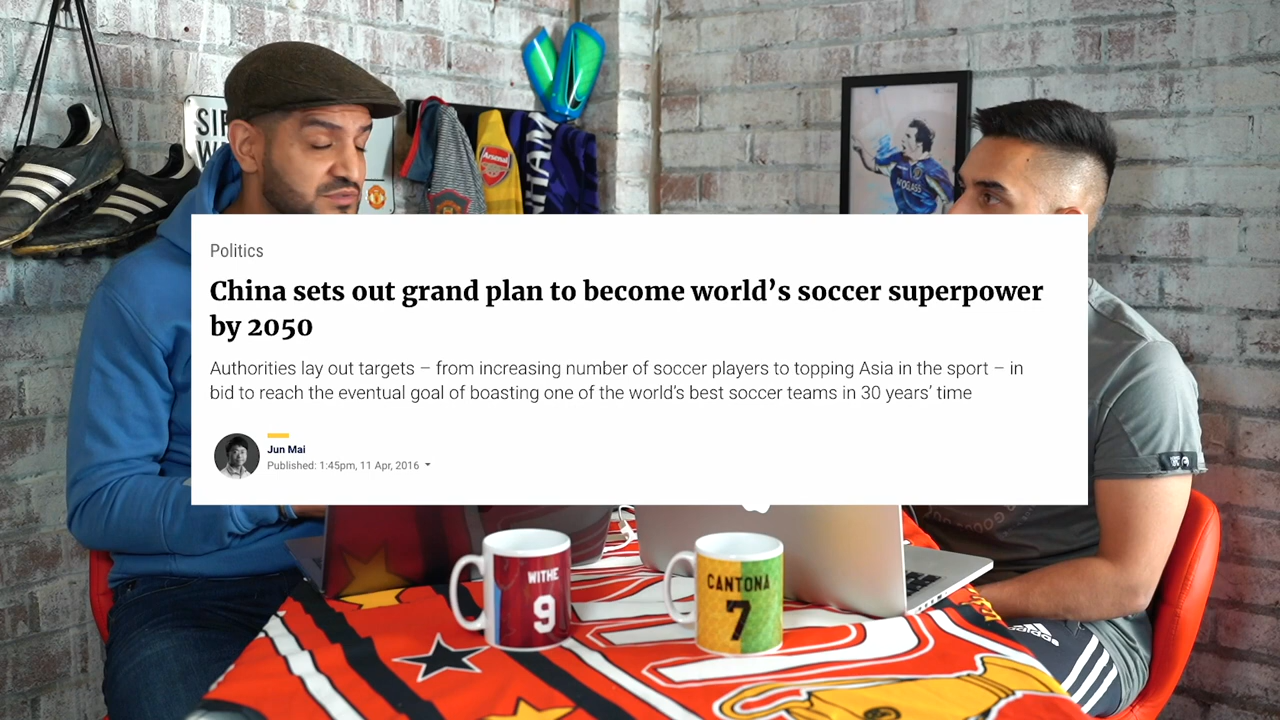 SIR
Arsenal
Politics
China sets out grand plan to become world’s soccer superpower
by 2050
Authorities lay out targets – from increasing number of soccer players to topping Asia in the sport – in
bid to reach the eventual goal of boasting one of the world’s best soccer teams in 30 years’ time
Jun Mai
Published: 1:45pm, 11 Apr, 2016
WITHE
9
CANTONA
7
adidas